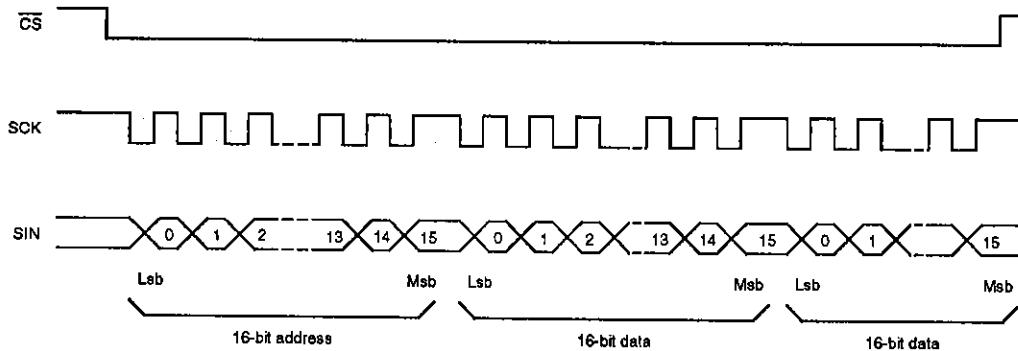 CS
SCK
SIN 0 1 2 13 14 15 0 1 2 13 14 15 0 1 15
Lsb Msb Lsb Msb Lsb Msb
16-bit address 16-bit data 16-bit data